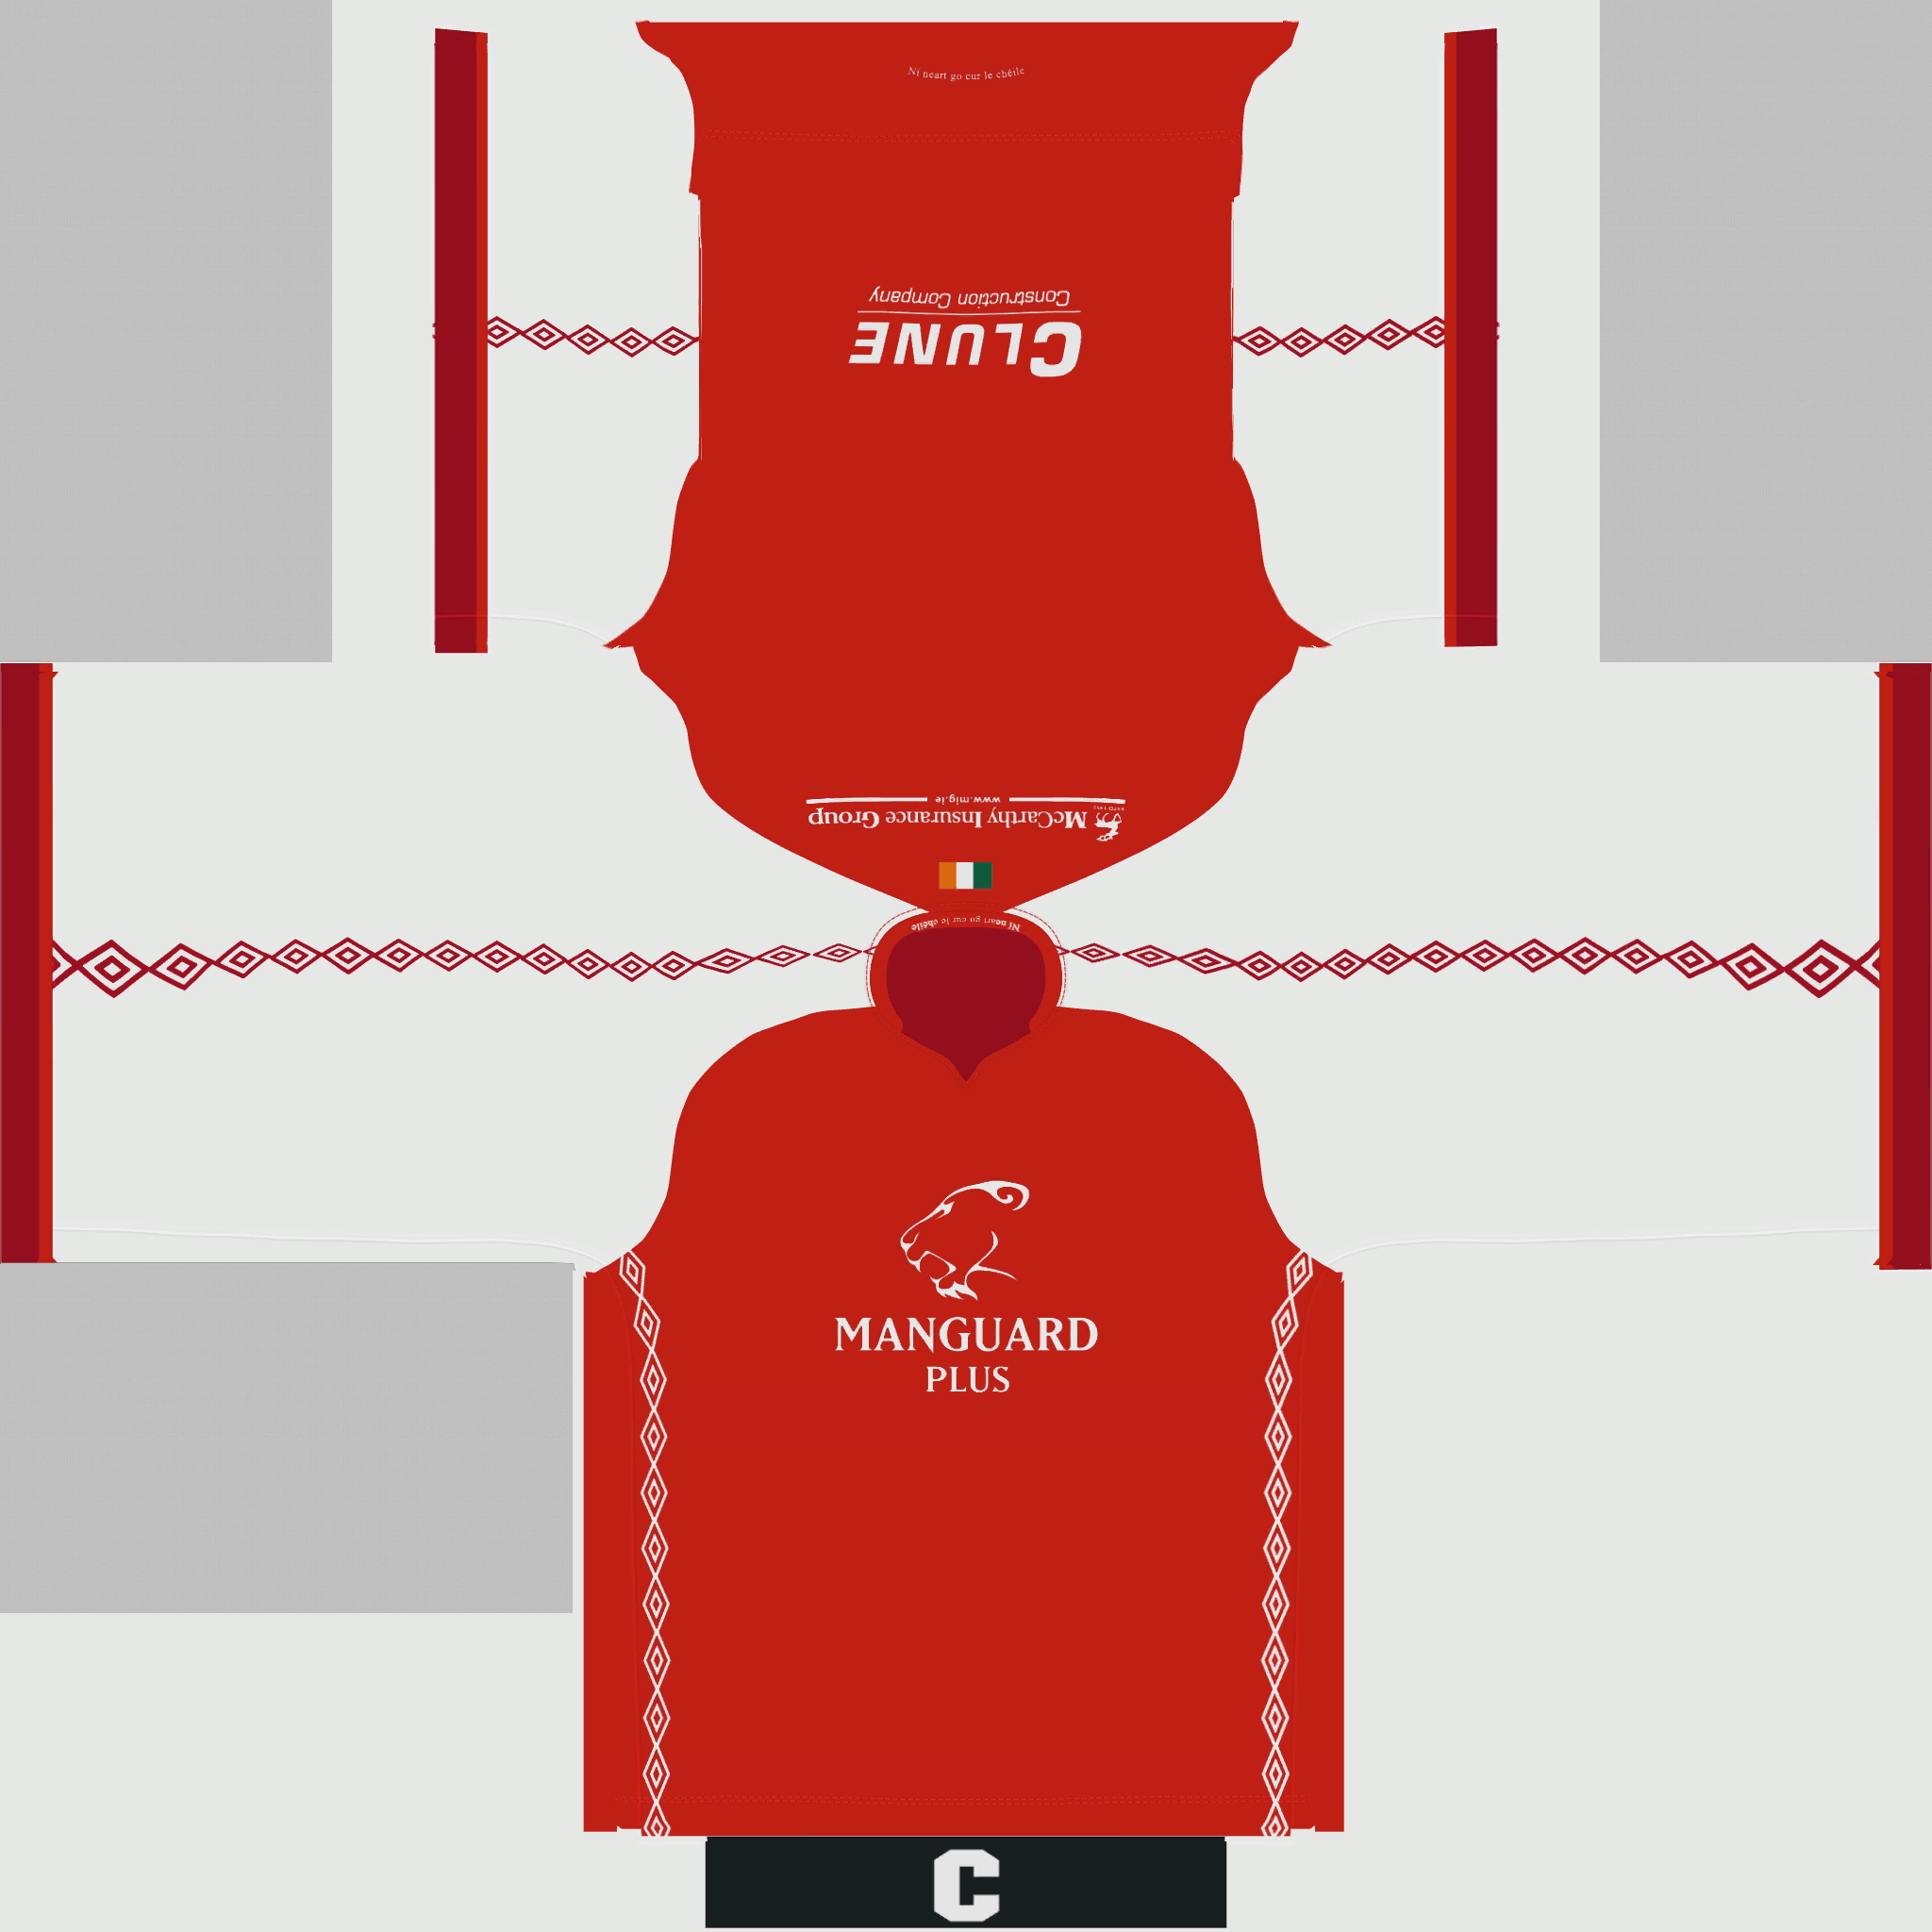 Ní neart go cur le chéile
CLUNE
Construction Company
McCarthy Insurance Group
www.mig.ie
Ní neart go cur le chéile
MANGUARD
PLUS
C